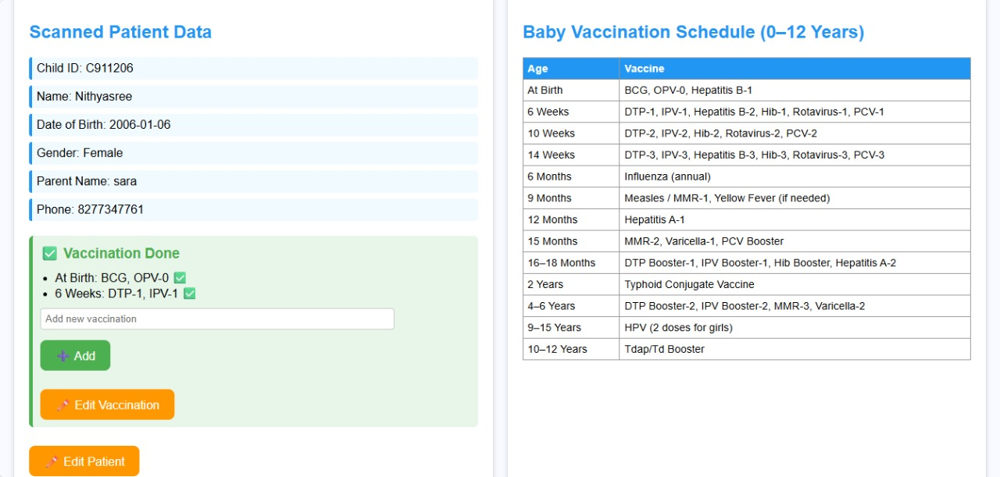 Scanned Patient Data
Child ID: C911206
Name: Nithyasree
Date of Birth: 2006-01-06
Gender: Female
Parent Name: sara
Phone: 8277347761
✅ Vaccination Done
• At Birth: BCG, OPV-0 ✅
• 6 Weeks: DTP-1, IPV-1 ✅
Add new vaccination
➕ Add
✏️ Edit Vaccination
✏️ Edit Patient
Baby Vaccination Schedule (0–12 Years)
Age Vaccine
At Birth BCG, OPV-0, Hepatitis B-1
6 Weeks DTP-1, IPV-1, Hepatitis B-2, Hib-1, Rotavirus-1, PCV-1
10 Weeks DTP-2, IPV-2, Hib-2, Rotavirus-2, PCV-2
14 Weeks DTP-3, IPV-3, Hepatitis B-3, Hib-3, Rotavirus-3, PCV-3
6 Months Influenza (annual)
9 Months Measles / MMR-1, Yellow Fever (if needed)
12 Months Hepatitis A-1
15 Months MMR-2, Varicella-1, PCV Booster
16–18 Months DTP Booster-1, IPV Booster-1, Hib Booster, Hepatitis A-2
2 Years Typhoid Conjugate Vaccine
4–6 Years DTP Booster-2, IPV Booster-2, MMR-3, Varicella-2
9–15 Years HPV (2 doses for girls)
10–12 Years Tdap/Td Booster